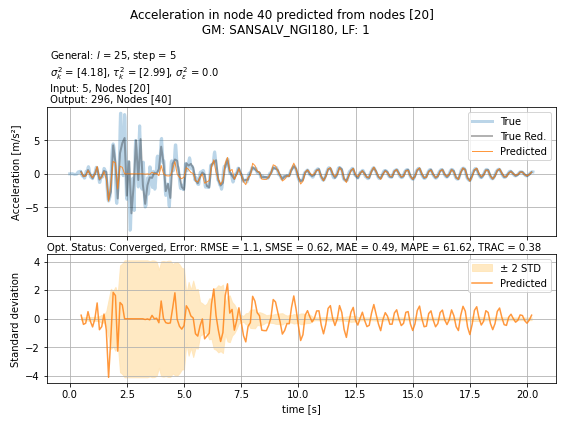 Acceleration in node 40 predicted from nodes [20]
GM: SANSALV_NGI180, LF: 1
General: l = 25, step = 5
σ²ₖ = [4.18], τ²ₖ = [2.99], σ²ε = 0.0
Input: 5, Nodes [20]
Output: 296, Nodes [40]
Acceleration [m/s²]
5
0
−5
True
True Red.
Predicted
Opt. Status: Converged, Error: RMSE = 1.1, SMSE = 0.62, MAE = 0.49, MAPE = 61.62, TRAC = 0.38
Standard deviation
4
2
0
−2
−4
± 2 STD
Predicted
0.0 2.5 5.0 7.5 10.0 12.5 15.0 17.5 20.0
time [s]